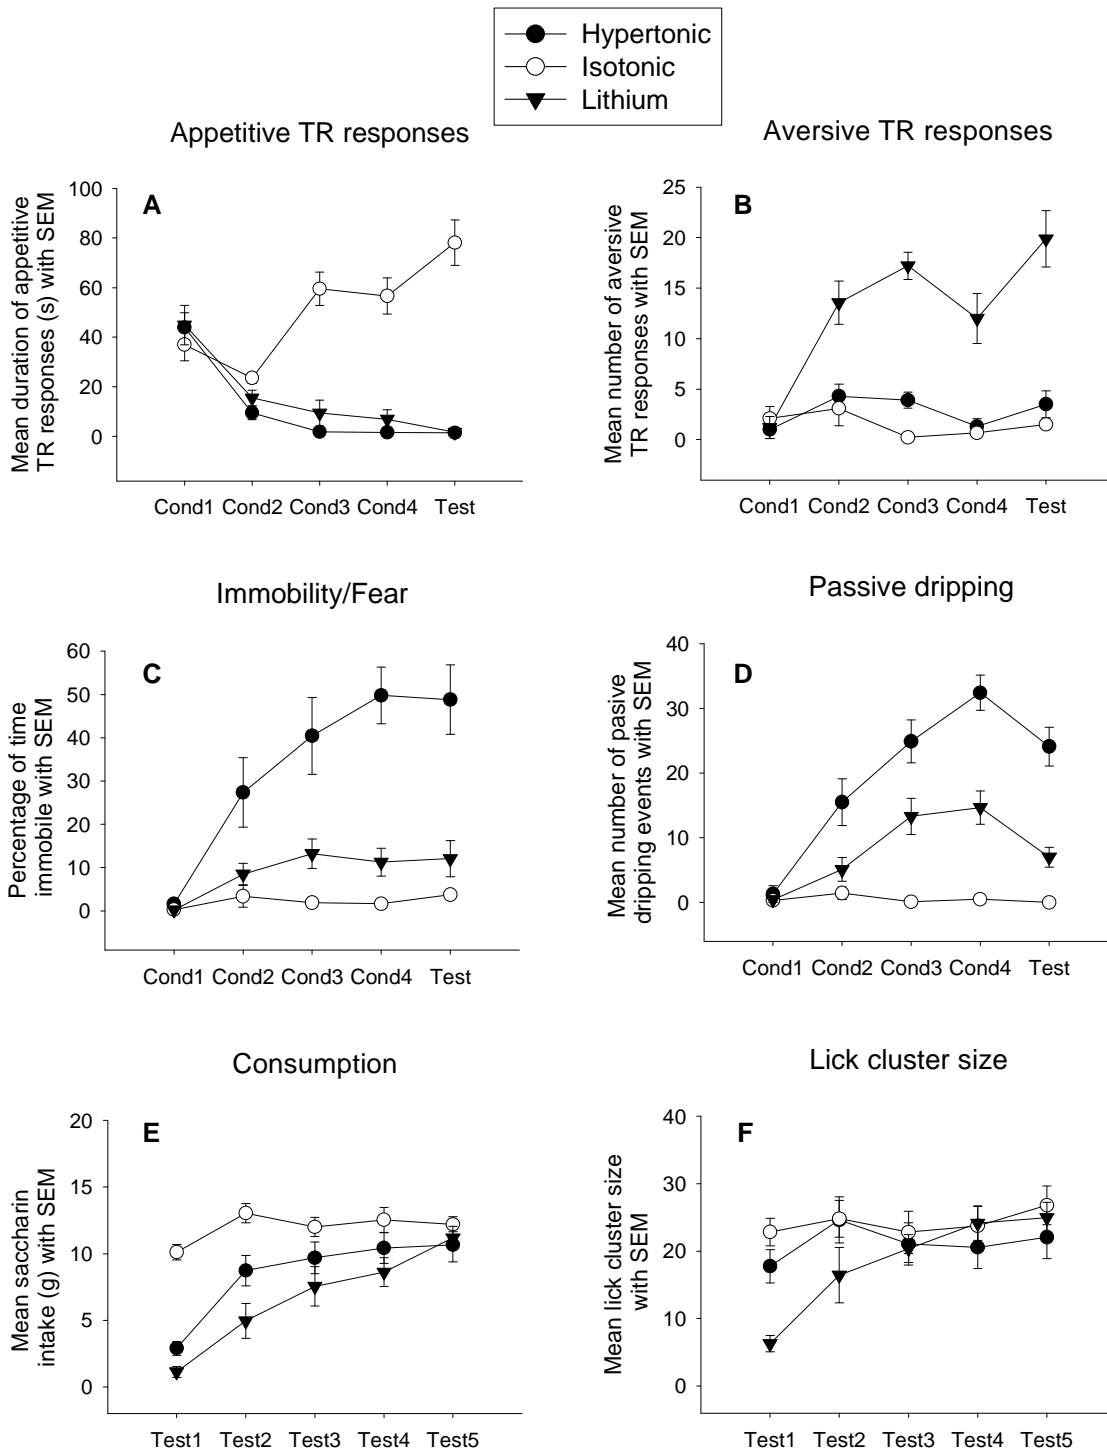 Hypertonic
Isotonic
Lithium
Appetitive TR responses
A
Mean duration of appetitive
TR responses (s) with SEM
100
80
60
40
20
0
Cond1 Cond2 Cond3 Cond4 Test
Aversive TR responses
B
Mean number of aversive
TR responses with SEM
25
20
15
10
5
0
Cond1 Cond2 Cond3 Cond4 Test
Immobility/Fear
C
Percentage of time
immobile with SEM
60
50
40
30
20
10
0
Cond1 Cond2 Cond3 Cond4 Test
Passive dripping
D
Mean number of pasive
dripping events with SEM
40
30
20
10
0
Cond1 Cond2 Cond3 Cond4 Test
Consumption
E
Mean saccharin
intake (g) with SEM
20
15
10
5
0
Test1 Test2 Test3 Test4 Test5
Lick cluster size
F
Mean lick cluster size
with SEM
40
30
20
10
0
Test1 Test2 Test3 Test4 Test5